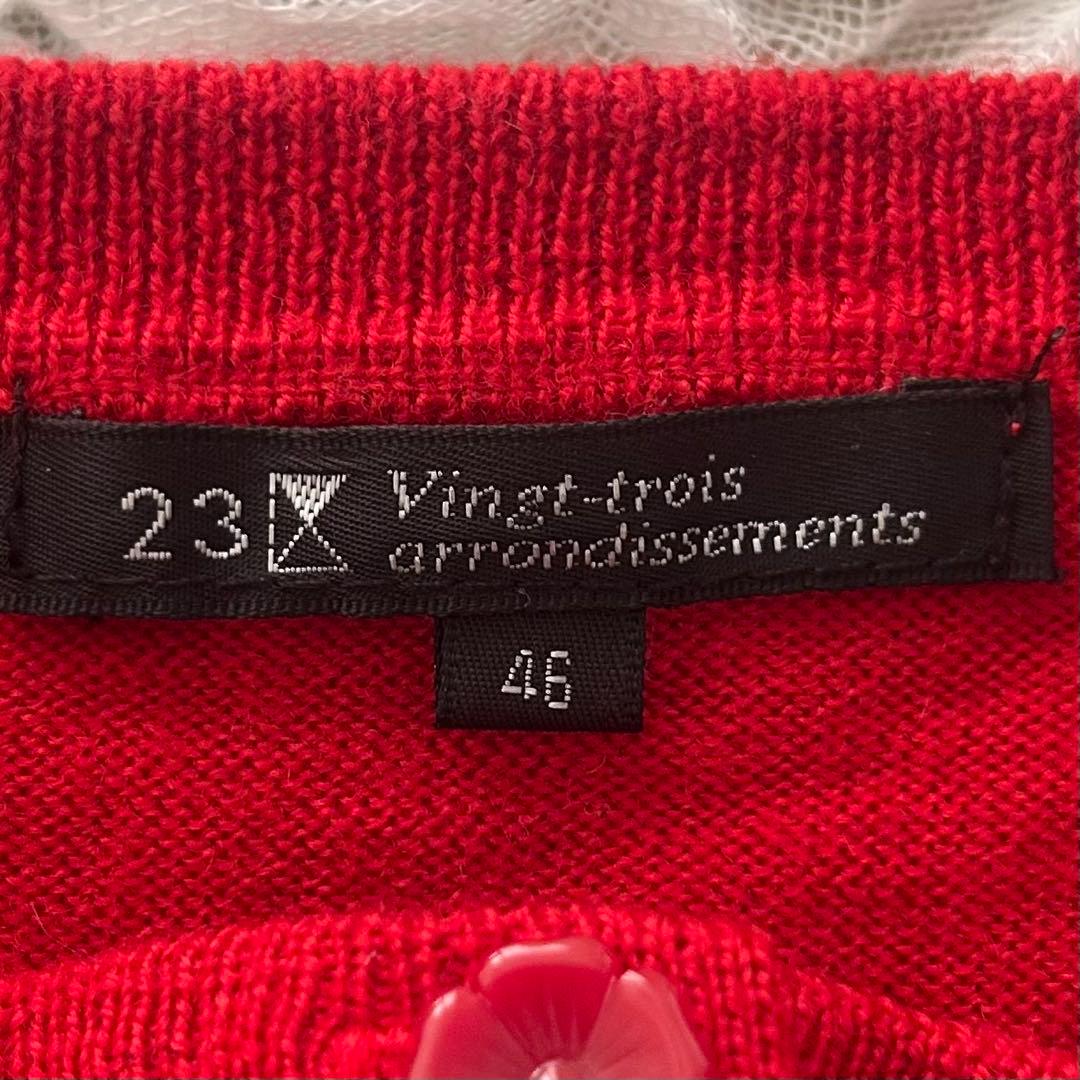 23 Vingt-trois
arrondissements
46